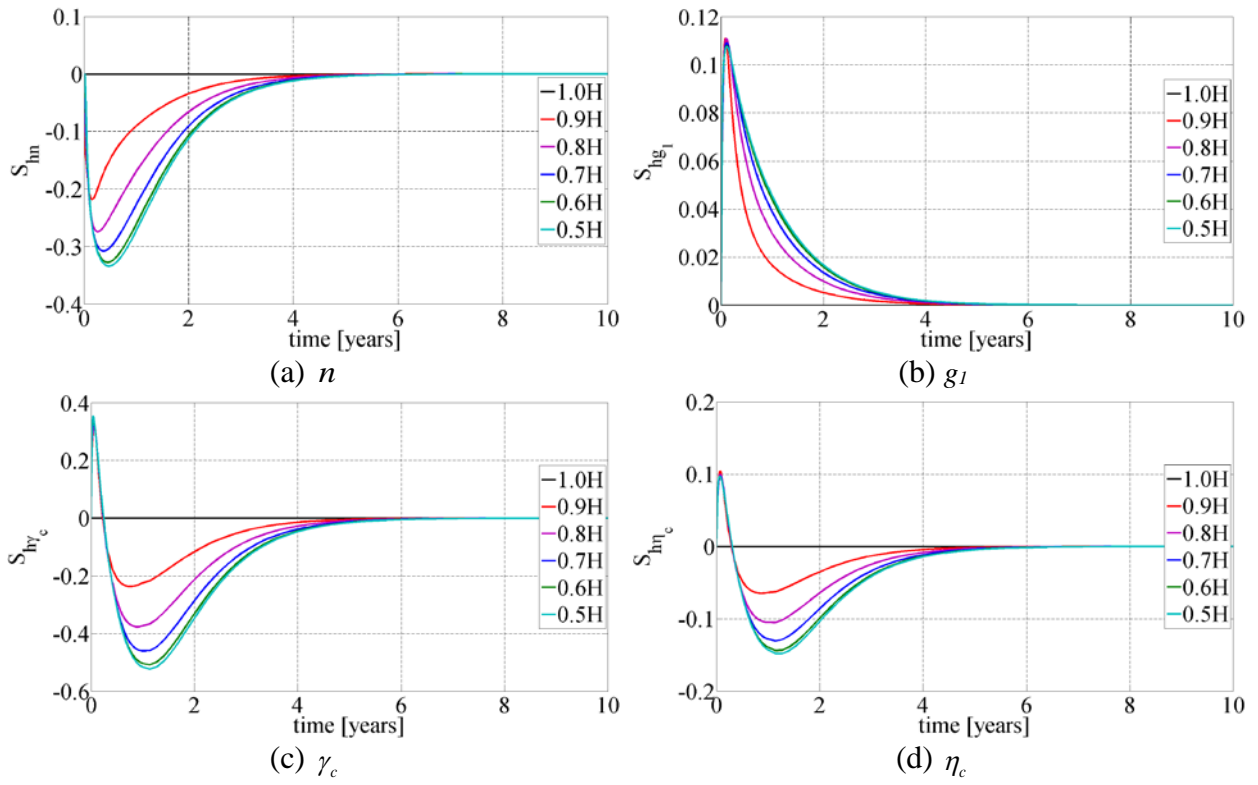 0.1
0
-0.1
-0.2
-0.3
-0.4
S_hn
0 2 4 6 8 10
time [years]
1.0H
0.9H
0.8H
0.7H
0.6H
0.5H
(a) n
0.12
0.1
0.08
0.06
0.04
0.02
0
S_hg_1
0 2 4 6 8 10
time [years]
1.0H
0.9H
0.8H
0.7H
0.6H
0.5H
(b) g_1
0.4
0.2
0
-0.2
-0.4
-0.6
S_hγ_c
0 2 4 6 8 10
time [years]
1.0H
0.9H
0.8H
0.7H
0.6H
0.5H
(c) γ_c
0.2
0.1
0
-0.1
-0.2
S_hη_c
0 2 4 6 8 10
time [years]
1.0H
0.9H
0.8H
0.7H
0.6H
0.5H
(d) η_c